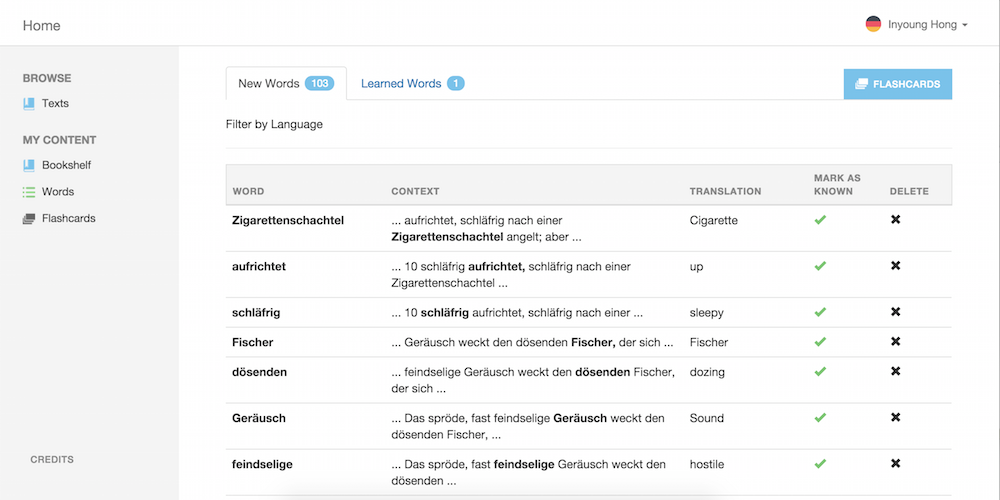 Home
Inyoung Hong
BROWSE
Texts
MY CONTENT
Bookshelf
Words
Flashcards
CREDITS
New Words 103
Learned Words 1
FLASHCARDS
Filter by Language
WORD CONTEXT TRANSLATION MARK AS KNOWN DELETE
Zigarettenschachtel ... aufrichtet, schläfrig nach einer Cigarette
Zigarettenschachtel angelt; aber ...
aufrichtet ... 10 schläfrig aufrichtet, schläfrig nach einer up
Zigarettenschachtel ...
schläfrig ... 10 schläfrig aufrichtet, schläfrig nach einer ... sleepy
Fischer ... Geräusch weckt den dösenden Fischer, der sich ... Fischer
dösenden ... feindselige Geräusch weckt den dösenden Fischer, dozing
der sich ...
Geräusch ... Das spröde, fast feindselige Geräusch weckt den Sound
dösenden Fischer, ...
feindselige ... Das spröde, fast feindselige Geräusch weckt den hostile
dösenden ...